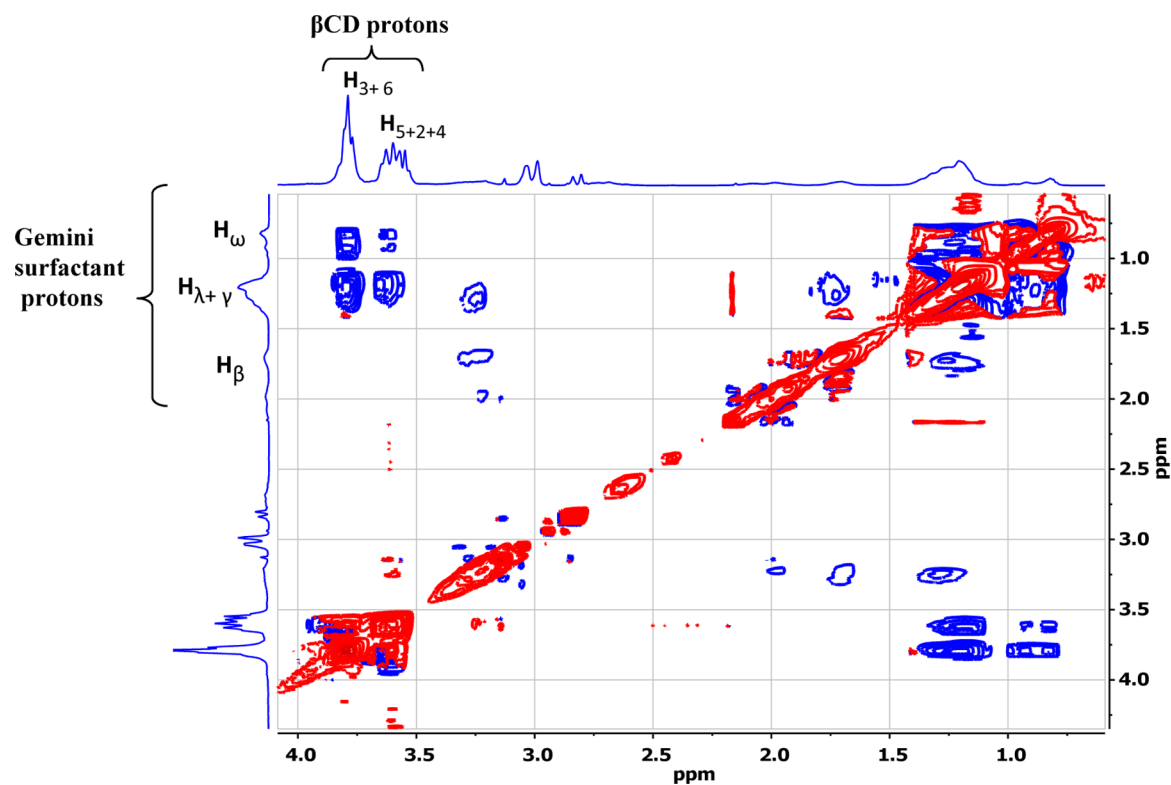 βCD protons
H3+ 6
H5+2+4
Gemini
surfactant
protons
Hω
Hλ+ γ
Hβ
1.0
1.5
2.0
2.5
3.0
3.5
4.0
ppm
4.0 3.5 3.0 2.5 2.0 1.5 1.0
ppm